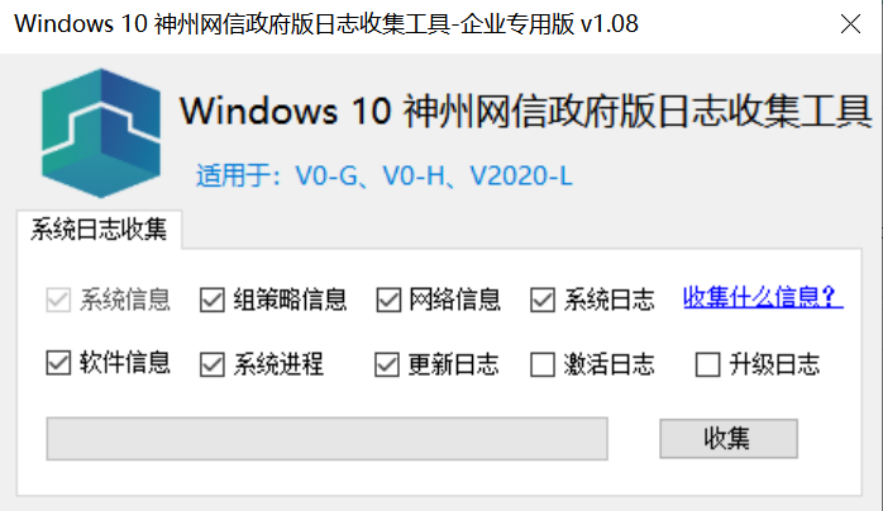 Windows 10 神州网信政府版日志收集工具-企业专用版 v1.08
Windows 10 神州网信政府版日志收集工具
适用于：V0-G、V0-H、V2020-L
系统日志收集
系统信息 组策略信息 网络信息 系统日志 收集什么信息？
软件信息 系统进程 更新日志 激活日志 升级日志
收集